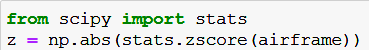 from scipy import stats
z = np.abs(stats.zscore(airframe))